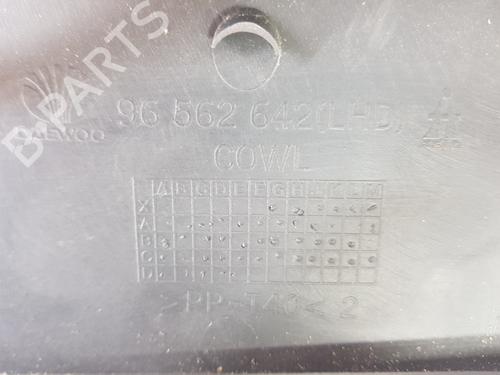 B-PARTS
DAEWOO 96 562 642(LHD)
COWL
A B C D E F G H J K L M
X
A
B
C
D
>PP-T40< 2